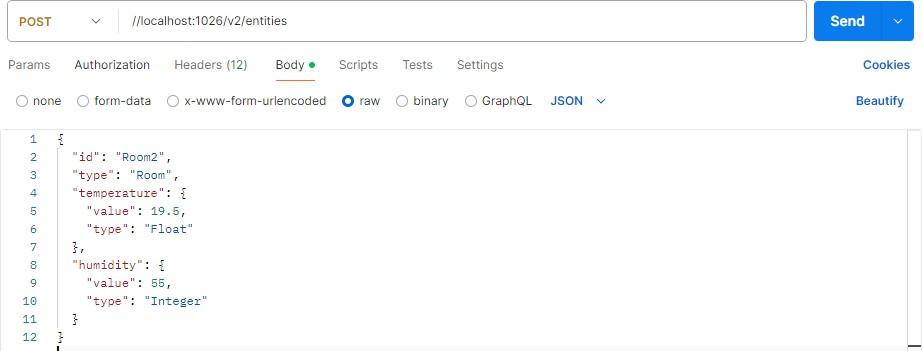 POST //localhost:1026/v2/entities Send
Params Authorization Headers (12) Body Scripts Tests Settings Cookies
none form-data x-www-form-urlencoded raw binary GraphQL JSON Beautify
1 {
2 "id": "Room2",
3 "type": "Room",
4 "temperature": {
5 "value": 19.5,
6 "type": "Float"
7 },
8 "humidity": {
9 "value": 55,
10 "type": "Integer"
11 }
12 }